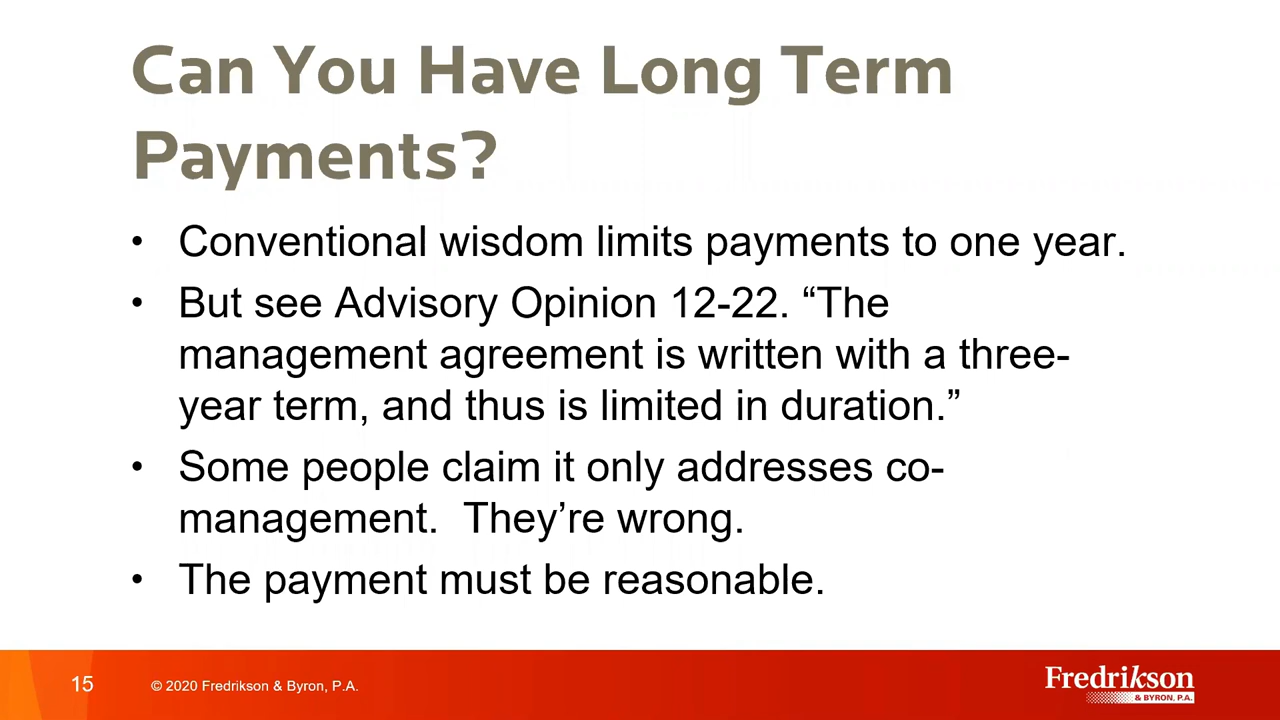 Can You Have Long Term
Payments?
• Conventional wisdom limits payments to one year.
• But see Advisory Opinion 12-22. “The
management agreement is written with a three-
year term, and thus is limited in duration.”
• Some people claim it only addresses co-
management.  They’re wrong.
• The payment must be reasonable.
15
© 2020 Fredrikson & Byron, P.A.
Fredrikson
& BYRON, P.A.